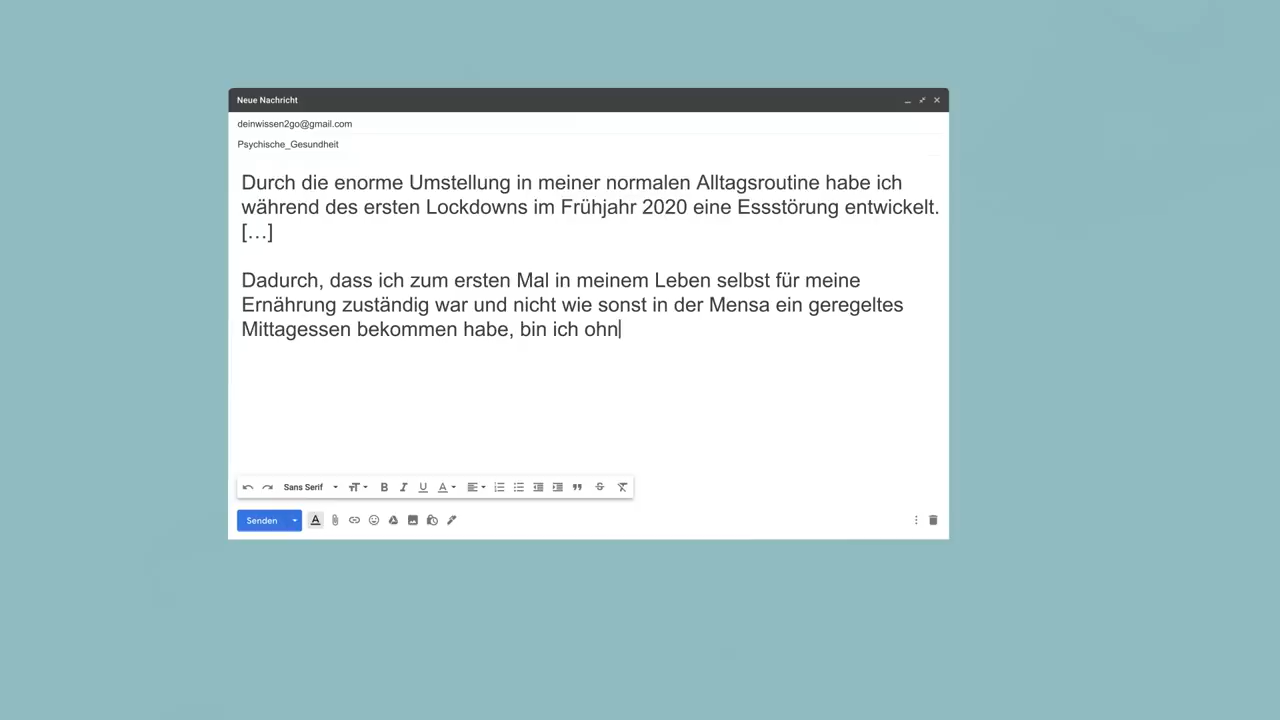 Neue Nachricht
deinwissen2go@gmail.com
Psychische_Gesundheit
Durch die enorme Umstellung in meiner normalen Alltagsroutine habe ich
während des ersten Lockdowns im Frühjahr 2020 eine Essstörung entwickelt.
[…]
Dadurch, dass ich zum ersten Mal in meinem Leben selbst für meine
Ernährung zuständig war und nicht wie sonst in der Mensa ein geregeltes
Mittagessen bekommen habe, bin ich ohn
Sans Serif
Senden